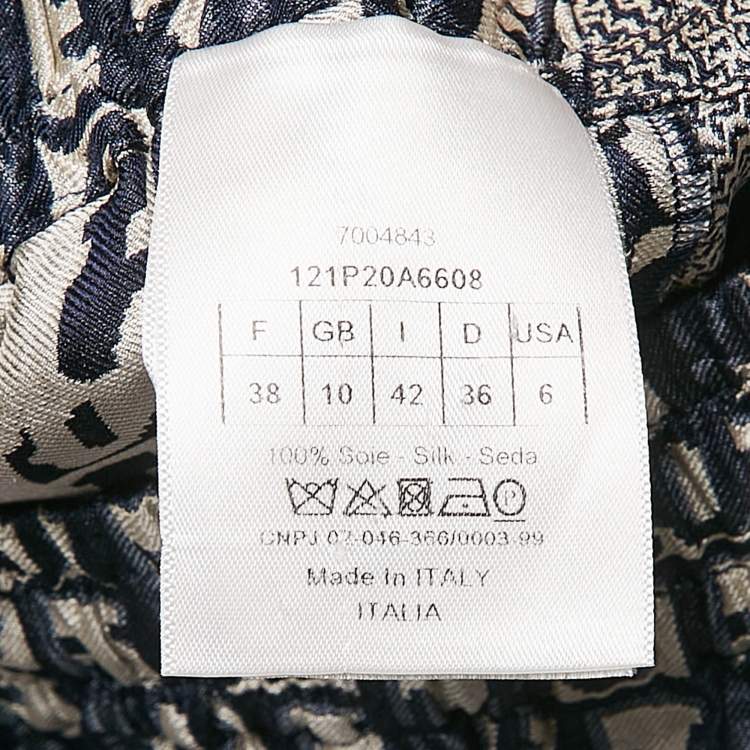 7004843
121P20A6608
F GB I D USA
38 10 42 36 6
100% Soie - Silk - Seda
P
CNPJ 02-046-366/0003-99
Made in ITALY
ITALIA